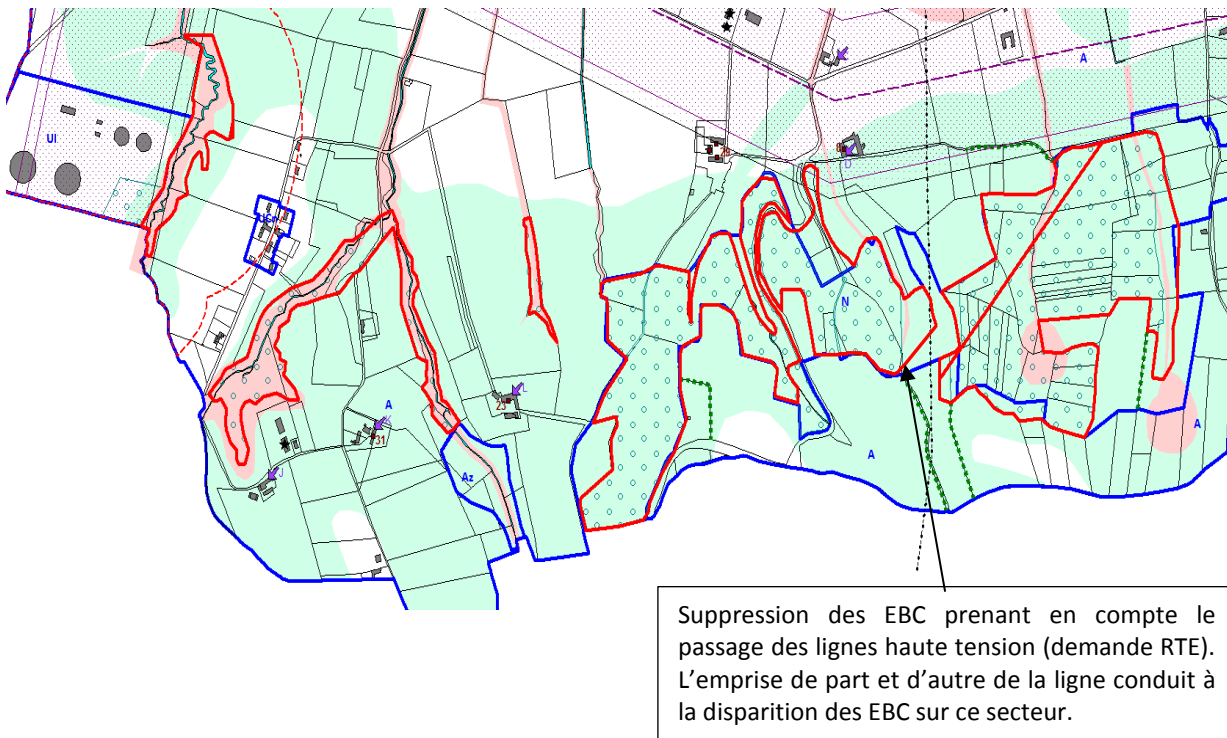 A
UI
N
A
31
23
L
J
Az
A
A
Suppression des EBC prenant en compte le
passage des lignes haute tension (demande RTE).
L'emprise de part et d'autre de la ligne conduit à
la disparition des EBC sur ce secteur.